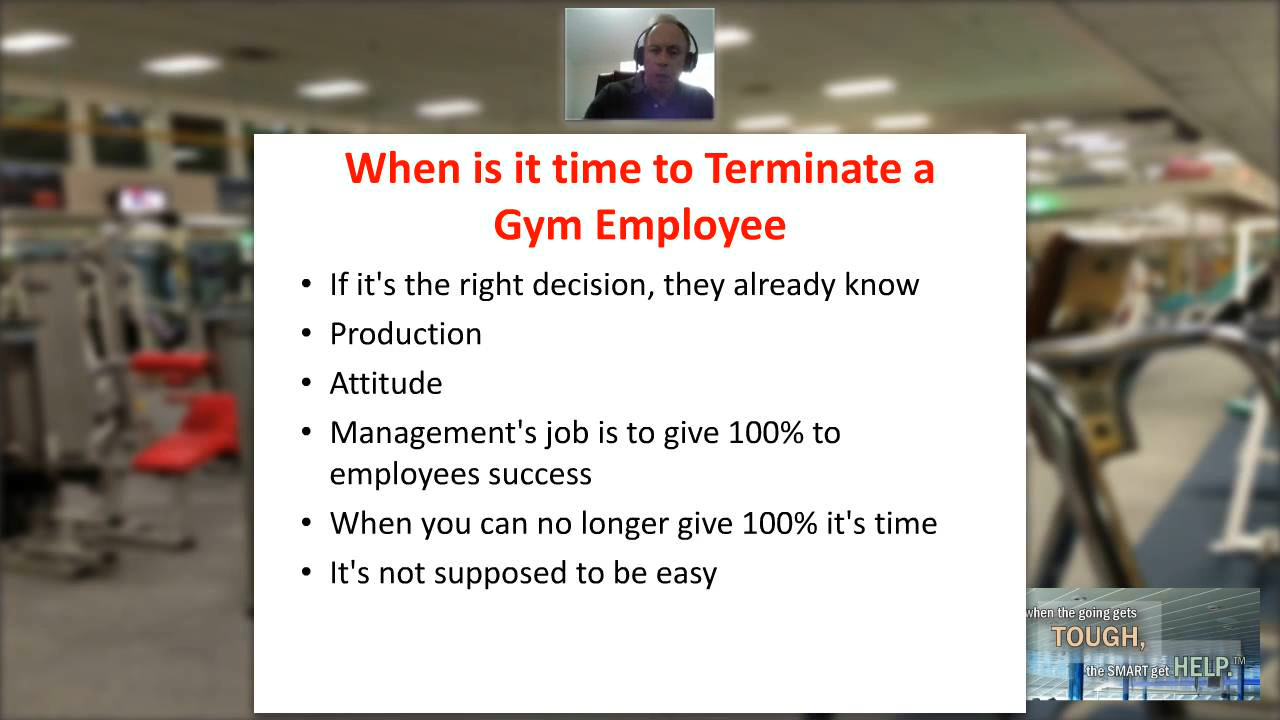 When is it time to Terminate a
Gym Employee
• If it's the right decision, they already know
• Production
• Attitude
• Management's job is to give 100% to
employees success
• When you can no longer give 100% it's time
• It's not supposed to be easy
when the going gets
TOUGH,
the SMART get HELP.™